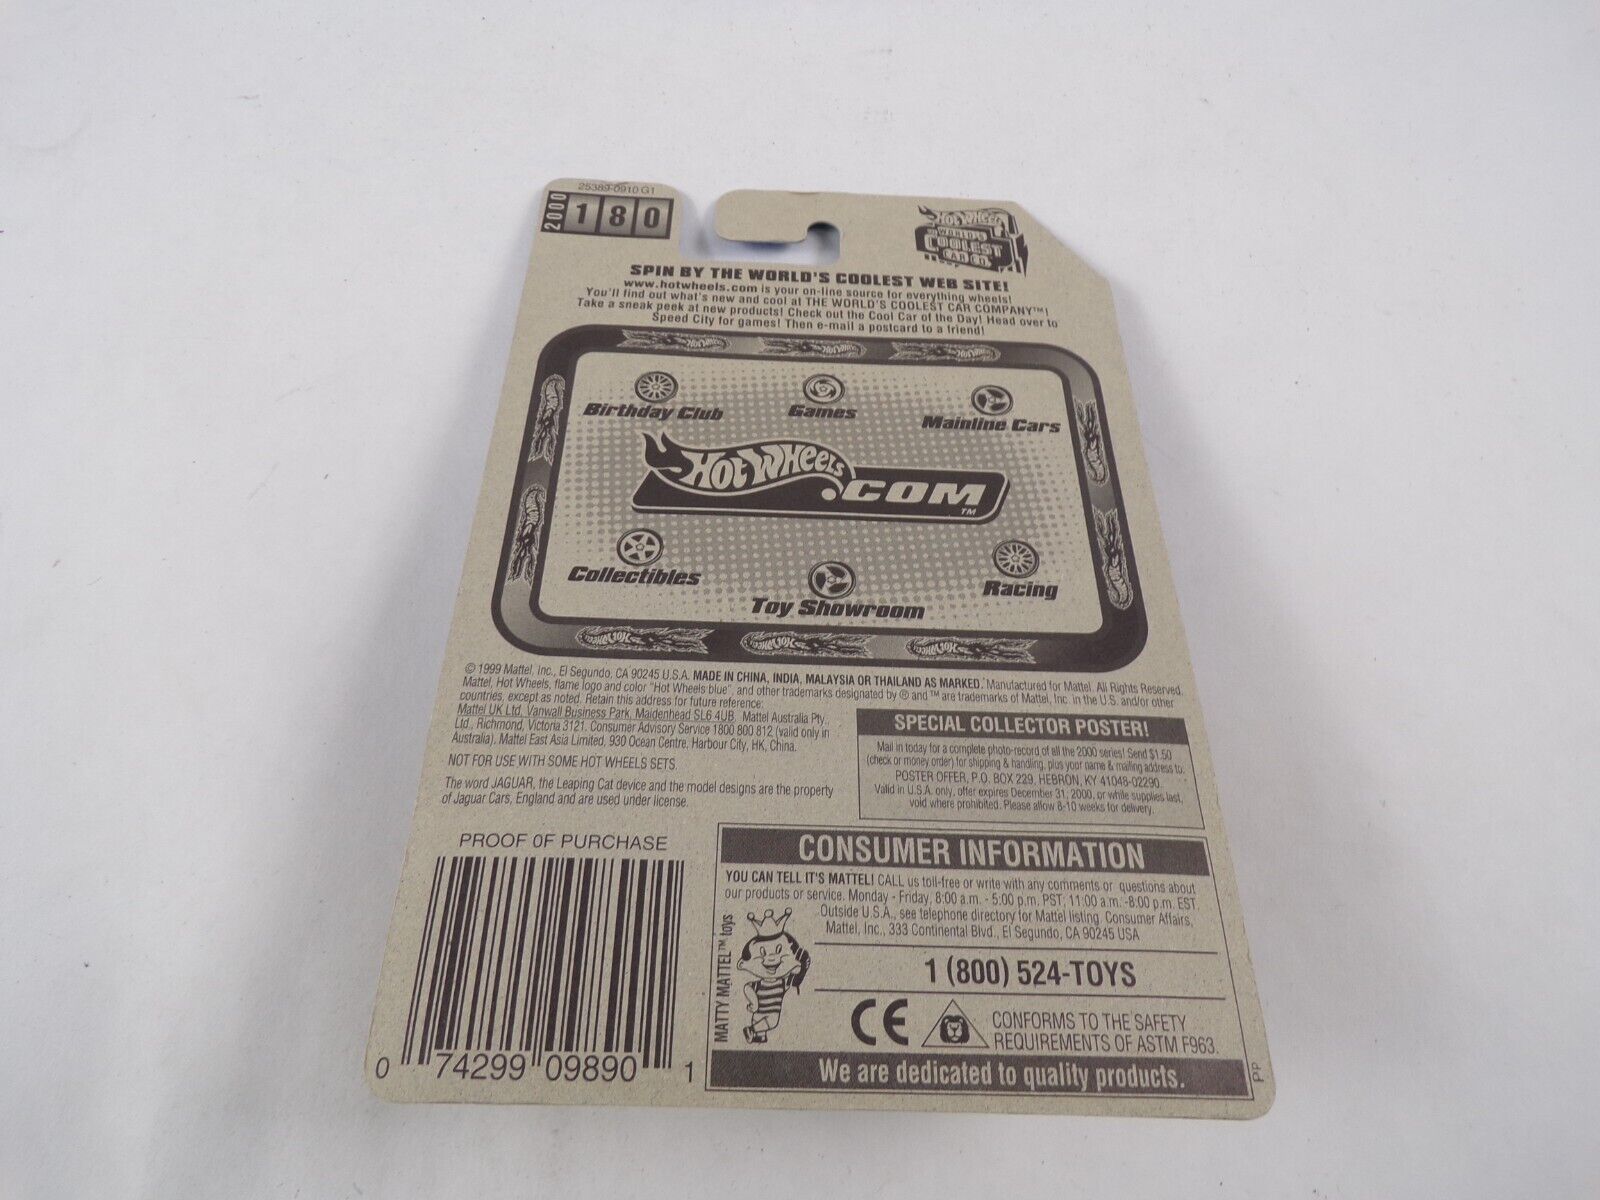 25389-0910 G1
2000
180
HOT WHEELS
WORLD'S
COOLEST
CAR CO.
SPIN BY THE WORLD'S COOLEST WEB SITE!
www.hotwheels.com is your on-line source for everything wheels!
You'll find out what's new and cool at THE WORLD'S COOLEST CAR COMPANY™!
Take a sneak peek at new products! Check out the Cool Car of the Day! Head over to
Speed City for games! Then e-mail a postcard to a friend!
Birthday Club
Games
Mainline Cars
HOT WHEELS
.COM™
Collectibles
Toy Showroom
Racing
© 1999 Mattel, Inc., El Segundo, CA 90245 U.S.A. MADE IN CHINA, INDIA, MALAYSIA OR THAILAND AS MARKED. Manufactured for Mattel. All Rights Reserved.
Mattel, Hot Wheels, flame logo and color "Hot Wheels blue", and other trademarks designated by ® and ™ are trademarks of Mattel, Inc. in the U.S. and/or other
countries, except as noted. Retain this address for future reference:
Mattel UK Ltd, Vanwall Business Park, Maidenhead SL6 4UB. Mattel Australia Pty.,
Ltd., Richmond, Victoria 3121. Consumer Advisory Service 1800 800 812 (valid only in
Australia). Mattel East Asia Limited, 930 Ocean Centre, Harbour City, HK, China.
NOT FOR USE WITH SOME HOT WHEELS SETS.
The word JAGUAR, the Leaping Cat device and the model designs are the property
of Jaguar Cars, England and are used under license.
SPECIAL COLLECTOR POSTER!
Mail in today for a complete photo-record of all the 2000 series! Send $1.50
(check or money order) for shipping & handling, plus your name & mailing address to:
POSTER OFFER, P.O. BOX 229, HEBRON, KY 41048-02290.
Valid in U.S.A. only, offer expires December 31, 2000, or while supplies last,
void where prohibited. Please allow 8-10 weeks for delivery.
PROOF OF PURCHASE
0 74299 09890 1
CONSUMER INFORMATION
YOU CAN TELL IT'S MATTEL! CALL us toll-free or write with any comments or questions about
our products or service. Monday - Friday, 8:00 a.m. - 5:00 p.m. PST; 11:00 a.m. -8:00 p.m. EST.
Outside U.S.A., see telephone directory for Mattel listing. Consumer Affairs,
Mattel, Inc., 333 Continental Blvd., El Segundo, CA 90245 USA
MATTY MATTEL™ toys
1 (800) 524-TOYS
CE
CONFORMS TO THE SAFETY
REQUIREMENTS OF ASTM F963.
We are dedicated to quality products.
PP